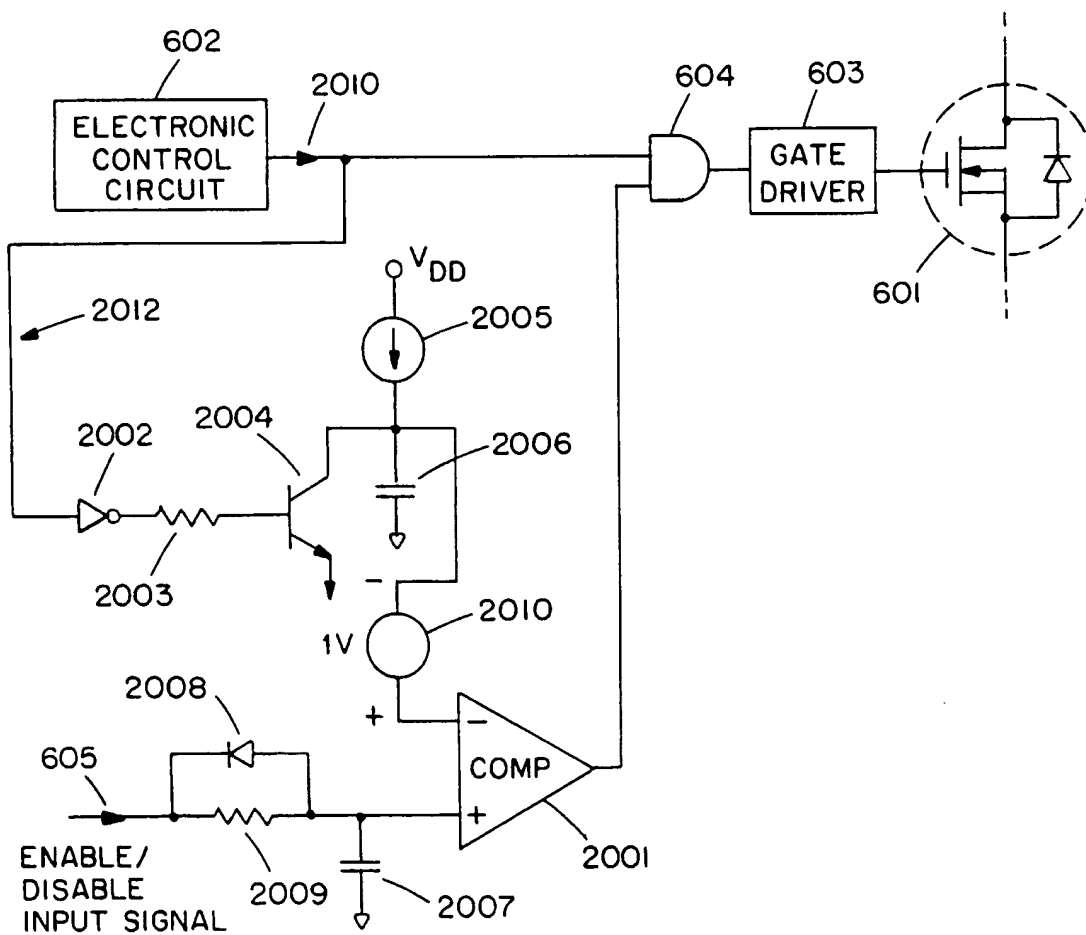 602
2010
604
603
ELECTRONIC
CONTROL
CIRCUIT
GATE
DRIVER
601
VDD
2012
2005
2004
2002
2006
2003
-
2010
1V
2008
+
-
COMP
605
+
2001
ENABLE/
DISABLE
INPUT SIGNAL
2009
2007